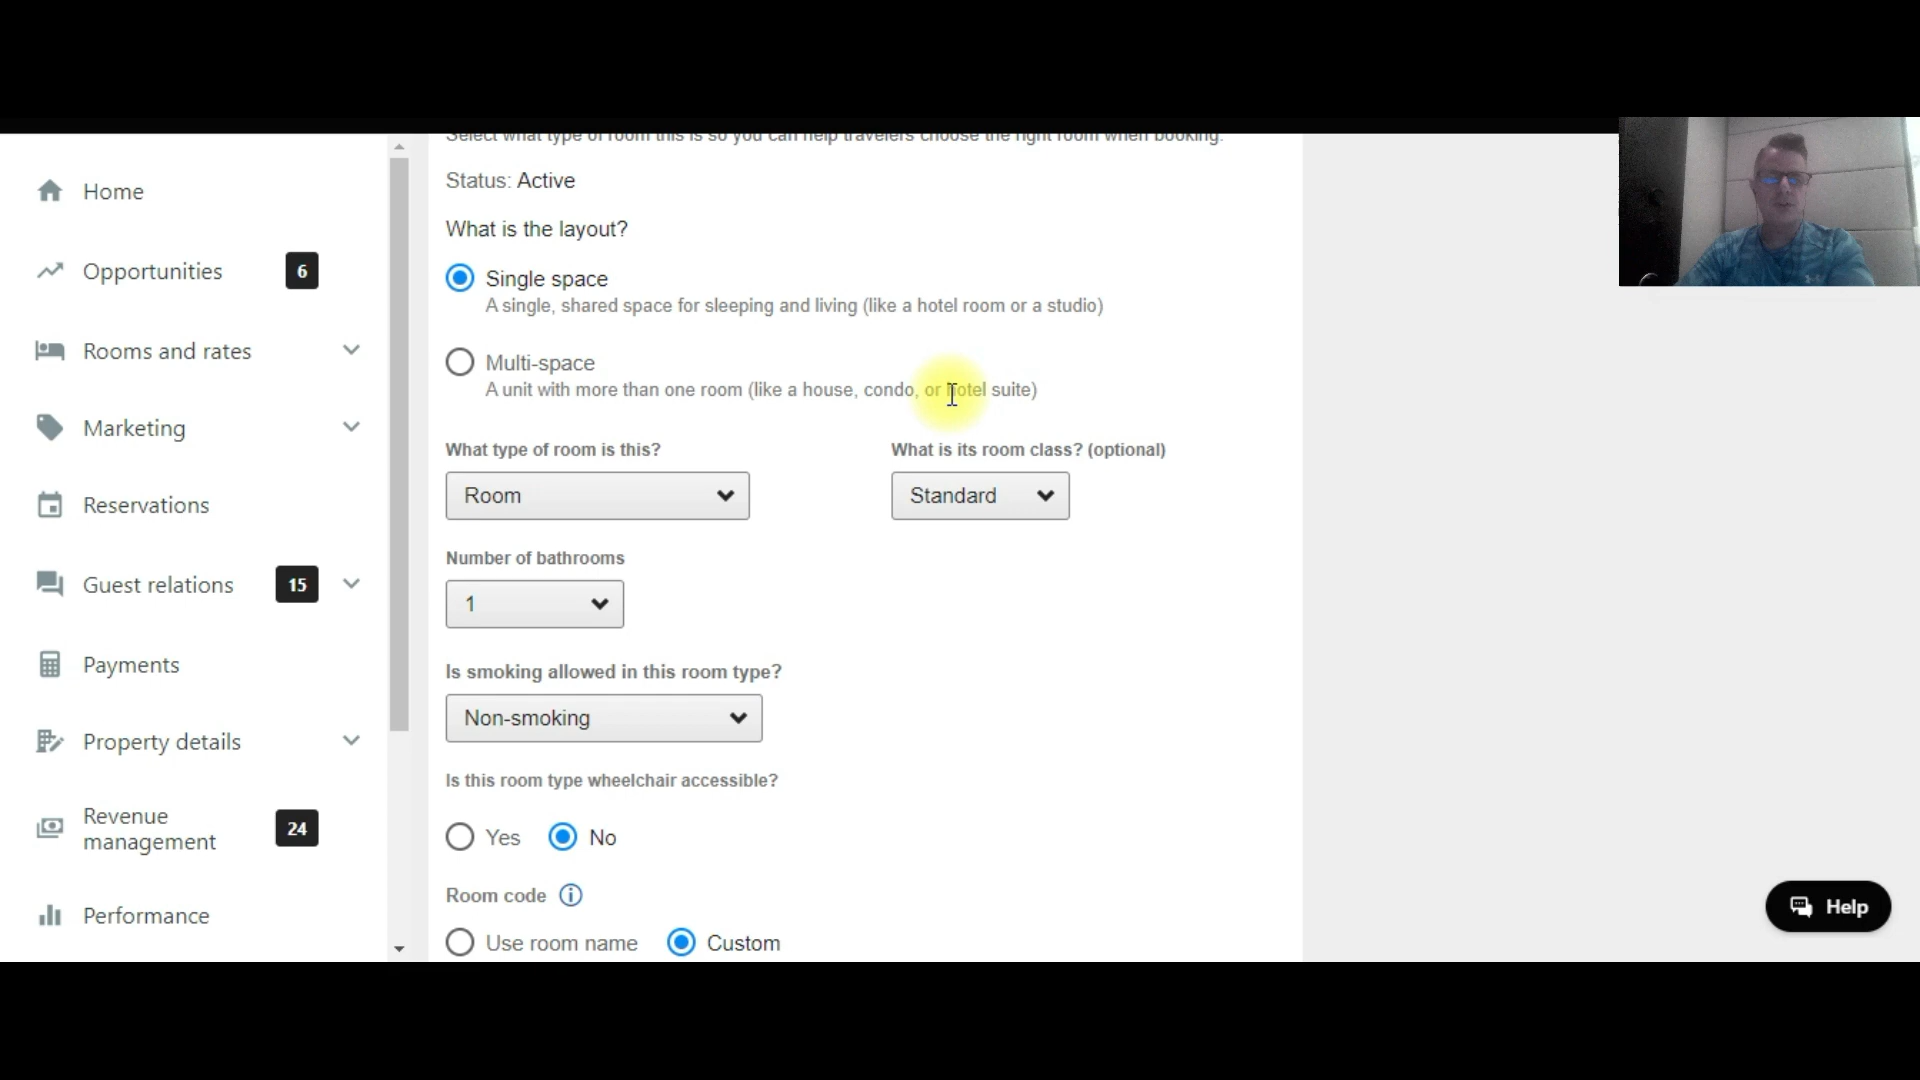 Home
Opportunities 6
Rooms and rates
Marketing
Reservations
Guest relations 15
Payments
Property details
Revenue
management 24
Performance
Select what type of room this is so you can help travelers choose the right room when booking.
Status: Active
What is the layout?
Single space
A single, shared space for sleeping and living (like a hotel room or a studio)
Multi-space
A unit with more than one room (like a house, condo, or hotel suite)
What type of room is this? What is its room class? (optional)
Room Standard
Number of bathrooms
1
Is smoking allowed in this room type?
Non-smoking
Is this room type wheelchair accessible?
Yes No
Room code
Use room name Custom
Help